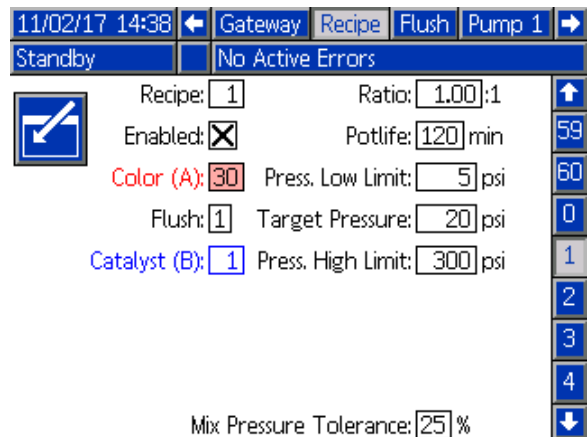 11/02/17 14:38 Gateway Recipe Flush Pump 1
Standby No Active Errors
Recipe: 1 Ratio: 1.00:1
Enabled: Potlife: 120 min
Color (A): 30 Press. Low Limit: 5 psi
Flush: 1 Target Pressure: 20 psi
Catalyst (B): 1 Press. High Limit: 300 psi
Mix Pressure Tolerance: 25 %
59
60
0
1
2
3
4